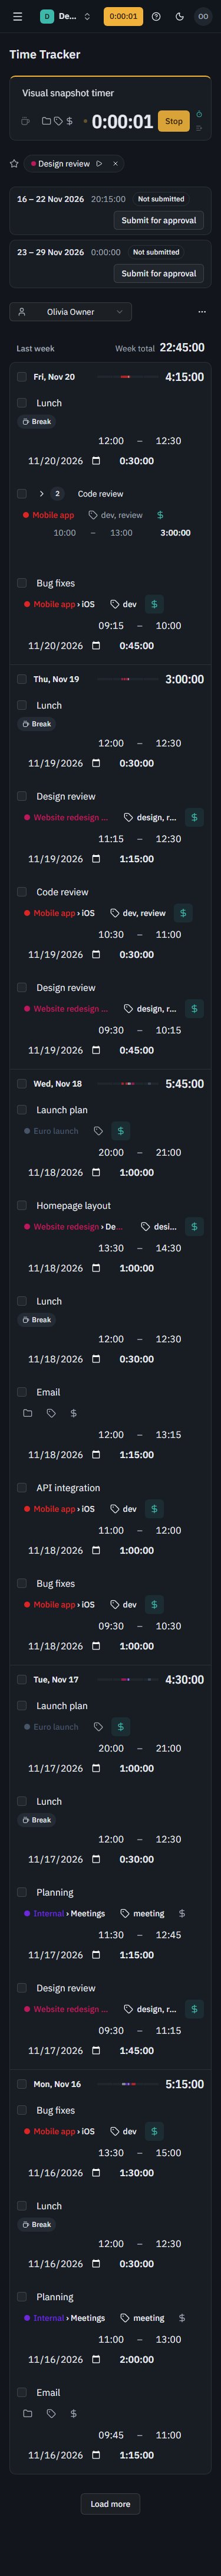 D De... 0:00:01 OO
Time Tracker
Visual snapshot timer
0:00:01 Stop
Design review
16 – 22 Nov 2026 20:15:00 Not submitted
Submit for approval
23 – 29 Nov 2026 0:00:00 Not submitted
Submit for approval
Olivia Owner
Last week Week total 22:45:00
Fri, Nov 20 4:15:00
Lunch
Break
12:00 – 12:30
11/20/2026 0:30:00
2 Code review
Mobile app dev, review
10:00 – 13:00 3:00:00
Bug fixes
Mobile app › iOS dev
09:15 – 10:00
11/20/2026 0:45:00
Thu, Nov 19 3:00:00
Lunch
Break
12:00 – 12:30
11/19/2026 0:30:00
Design review
Website redesign ... design, r...
11:15 – 12:30
11/19/2026 1:15:00
Code review
Mobile app › iOS dev, review
10:30 – 11:00
11/19/2026 0:30:00
Design review
Website redesign ... design, r...
09:30 – 10:15
11/19/2026 0:45:00
Wed, Nov 18 5:45:00
Launch plan
Euro launch
20:00 – 21:00
11/18/2026 1:00:00
Homepage layout
Website redesign › De... desi...
13:30 – 14:30
11/18/2026 1:00:00
Lunch
Break
12:00 – 12:30
11/18/2026 0:30:00
Email
12:00 – 13:15
11/18/2026 1:15:00
API integration
Mobile app › iOS dev
11:00 – 12:00
11/18/2026 1:00:00
Bug fixes
Mobile app › iOS dev
09:30 – 10:30
11/18/2026 1:00:00
Tue, Nov 17 4:30:00
Launch plan
Euro launch
20:00 – 21:00
11/17/2026 1:00:00
Lunch
Break
12:00 – 12:30
11/17/2026 0:30:00
Planning
Internal › Meetings meeting
11:30 – 12:45
11/17/2026 1:15:00
Design review
Website redesign ... design, r...
09:30 – 11:15
11/17/2026 1:45:00
Mon, Nov 16 5:15:00
Bug fixes
Mobile app › iOS dev
13:30 – 15:00
11/16/2026 1:30:00
Lunch
Break
12:00 – 12:30
11/16/2026 0:30:00
Planning
Internal › Meetings meeting
11:00 – 13:00
11/16/2026 2:00:00
Email
09:45 – 11:00
11/16/2026 1:15:00
Load more